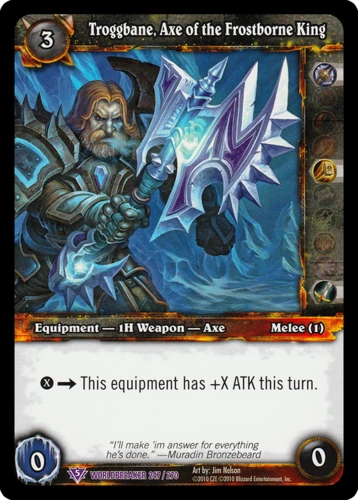 3
Troggbane, Axe of the Frostborne King
Equipment — 1H Weapon — Axe
Melee (1)
X → This equipment has +X ATK this turn.
"I'll make 'im answer for everything
he's done." —Muradin Bronzebeard
0
5
WORLDBREAKER 247 / 270
Art by: Jim Nelson
©2010 CZE ©2010 Blizzard Entertainment, Inc.
0